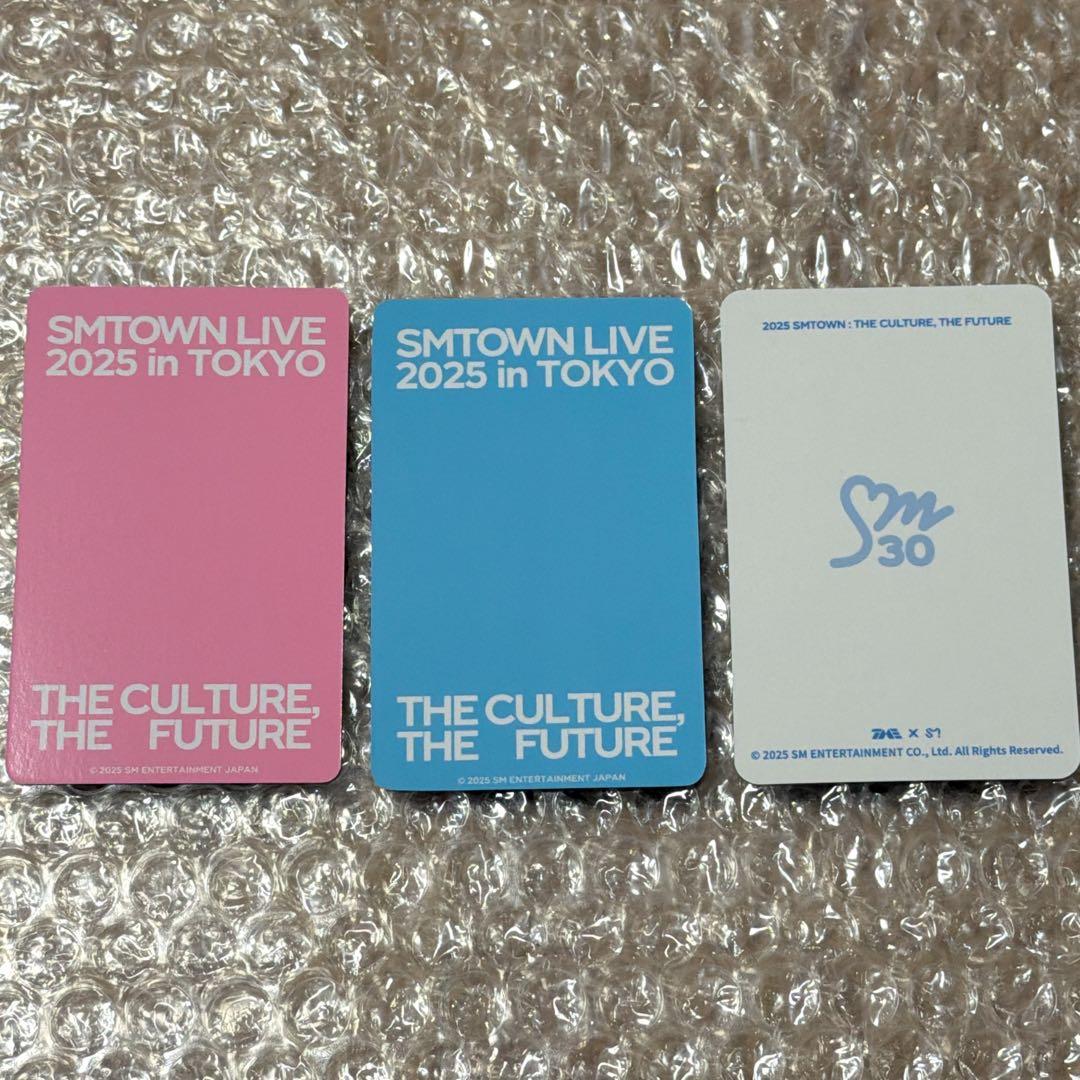 SMTOWN LIVE
2025 in TOKYO
THE CULTURE,
THE FUTURE
© 2025 SM ENTERTAINMENT JAPAN
SMTOWN LIVE
2025 in TOKYO
THE CULTURE,
THE FUTURE
© 2025 SM ENTERTAINMENT JAPAN
2025 SMTOWN : THE CULTURE, THE FUTURE
Sm
30
© 2025 SM ENTERTAINMENT CO., Ltd. All Rights Reserved.